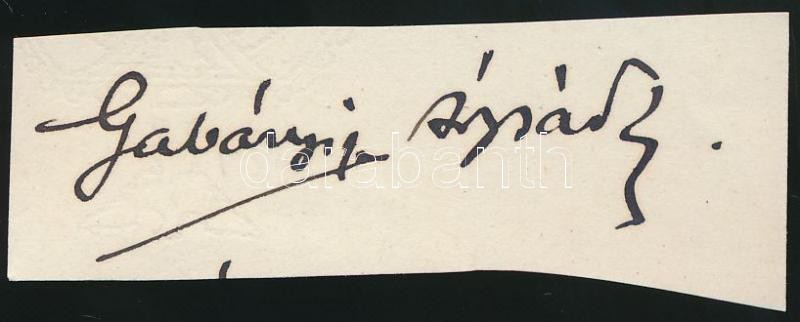 Gabányi Árpád.
darabanth